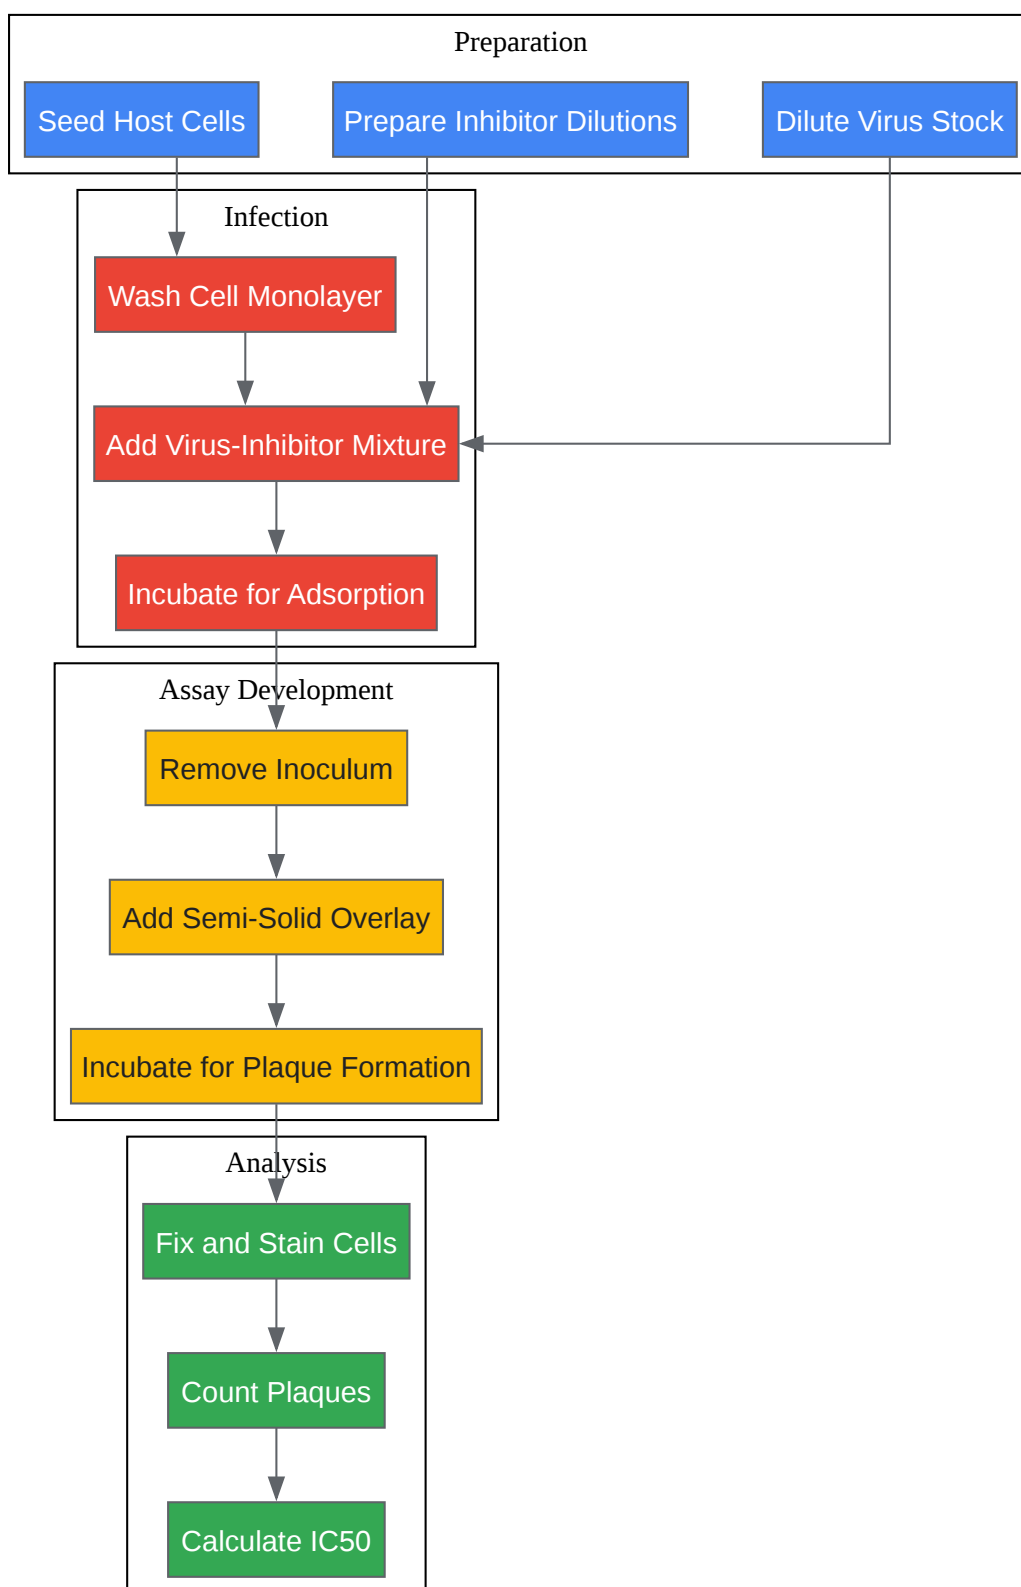 Preparation
Seed Host Cells
Prepare Inhibitor Dilutions
Dilute Virus Stock
Infection
Wash Cell Monolayer
Add Virus-Inhibitor Mixture
Incubate for Adsorption
Assay Development
Remove Inoculum
Add Semi-Solid Overlay
Incubate for Plaque Formation
Analysis
Fix and Stain Cells
Count Plaques
Calculate IC50